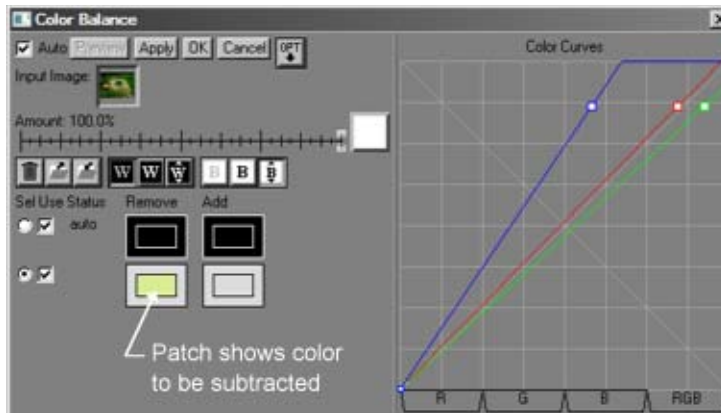 Color Balance
Auto Preview Apply OK Cancel OPT
Color Curves
Input Image:
Amount: 100.0%
W W W B B B
Sel Use Status Remove Add
auto
Patch shows color
to be subtracted
R G B RGB